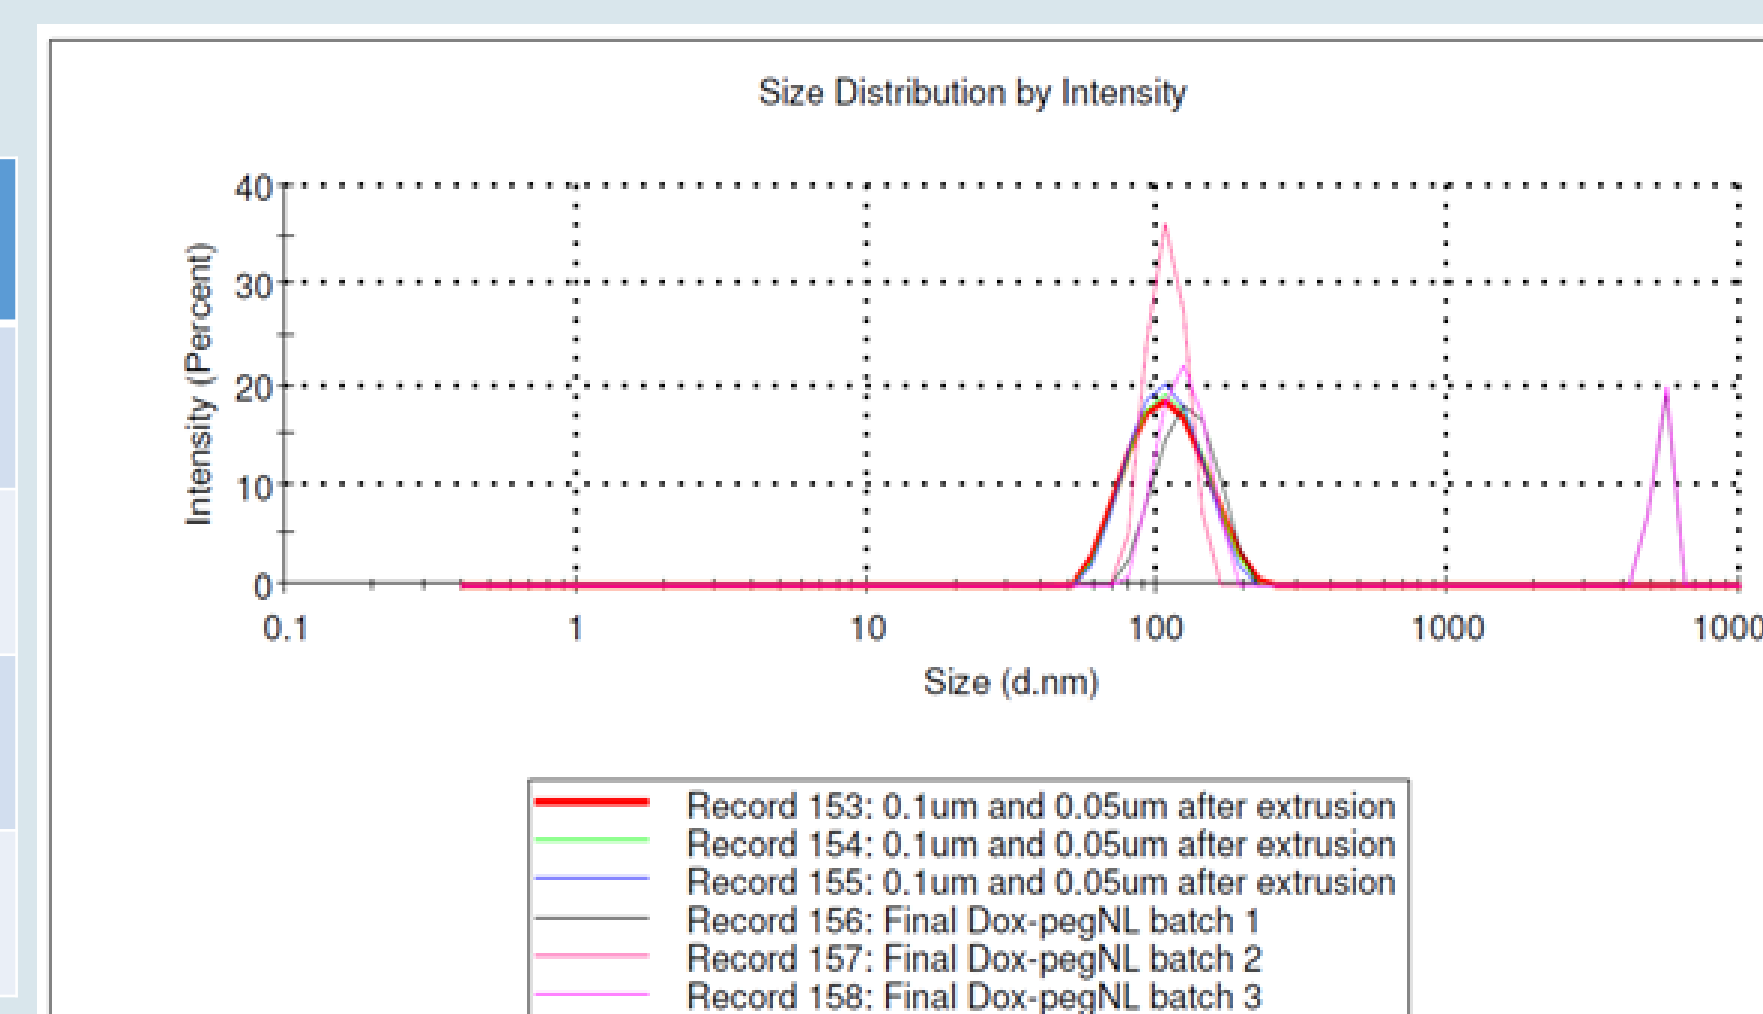 Size Distribution by Intensity
40
30
20
10
0
Intensity (Percent)
0.1 1 10 100 1000 1000
Size (d.nm)
Record 153: 0.1um and 0.05um after extrusion
Record 154: 0.1um and 0.05um after extrusion
Record 155: 0.1um and 0.05um after extrusion
Record 156: Final Dox-pegNL batch 1
Record 157: Final Dox-pegNL batch 2
Record 158: Final Dox-pegNL batch 3